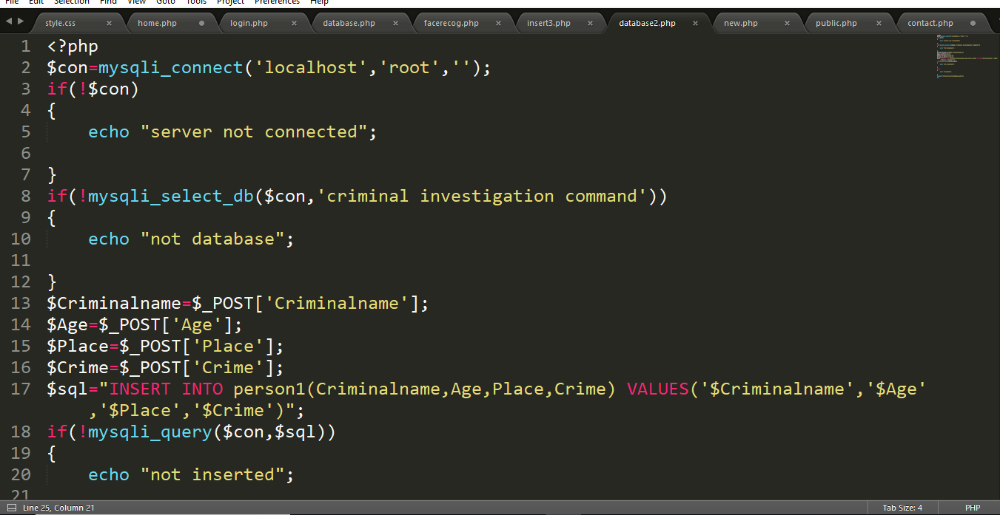 File Edit Selection Find View Goto Tools Project Preferences Help
style.css × home.php login.php × database.php × facerecog.php × insert3.php × database2.php × new.php × public.php × contact.php
1 <?php
2 $con=mysqli_connect('localhost','root','');
3 if(!$con)
4 {
5     echo "server not connected";
6
7 }
8 if(!mysqli_select_db($con,'criminal investigation command'))
9 {
10     echo "not database";
11
12 }
13 $Criminalname=$_POST['Criminalname'];
14 $Age=$_POST['Age'];
15 $Place=$_POST['Place'];
16 $Crime=$_POST['Crime'];
17 $sql="INSERT INTO person1(Criminalname,Age,Place,Crime) VALUES('$Criminalname','$Age'
,'$Place','$Crime')";
18 if(!mysqli_query($con,$sql))
19 {
20     echo "not inserted";
21
Line 25, Column 21 Tab Size: 4 PHP